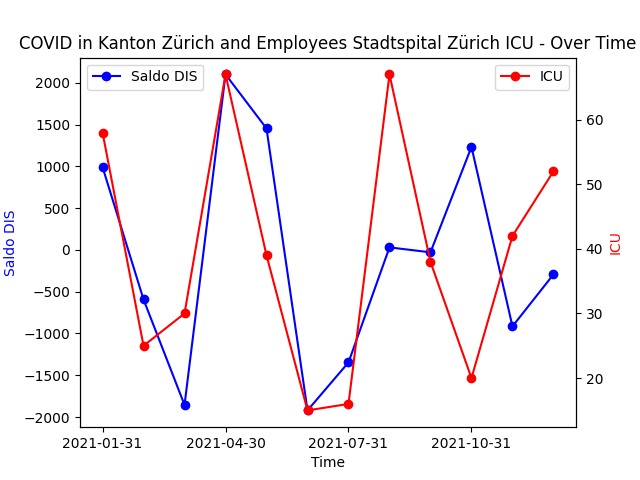 COVID in Kanton Zürich and Employees Stadtspital Zürich ICU - Over Time
Saldo DIS
ICU
2000
1500
1000
500
0
−500
−1000
−1500
−2000
Saldo DIS
60
50
40
30
20
ICU
2021-01-31 2021-04-30 2021-07-31 2021-10-31
Time